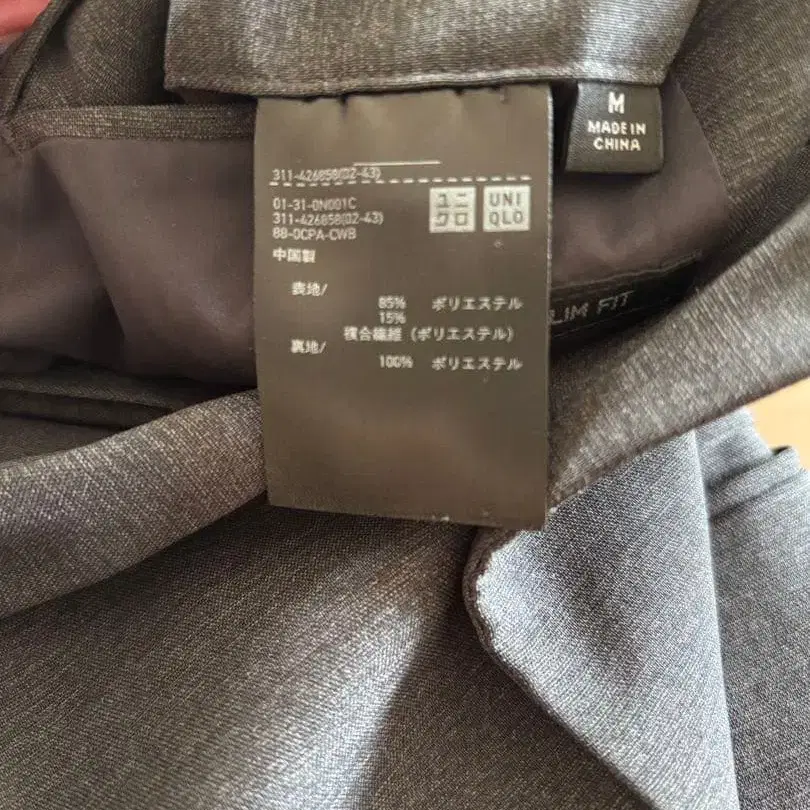 M
MADE IN
CHINA
311-426858(02-43)
01-31-0N001C
311-426858(02-43)
88-0CPA-CWB
ユニ
クロ
UNI
QLO
中国製
表地/
85% ポリエステル
15%
複合繊維 (ポリエステル)
裏地/
100% ポリエステル
FIT